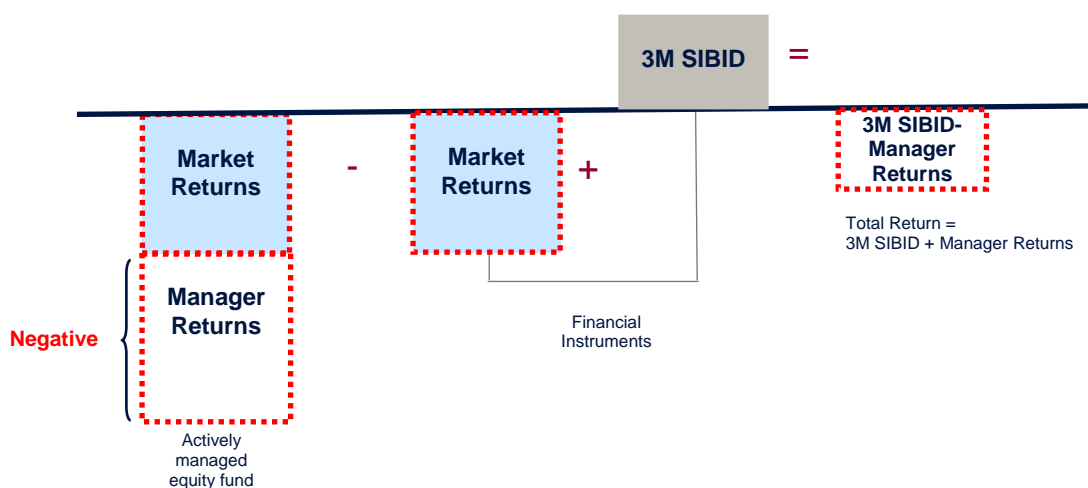 3M SIBID =
Market
Returns
-
Market
Returns
+
3M SIBID-
Manager
Returns
Total Return =
3M SIBID + Manager Returns
Negative
Manager
Returns
Financial
Instruments
Actively
managed
equity fund